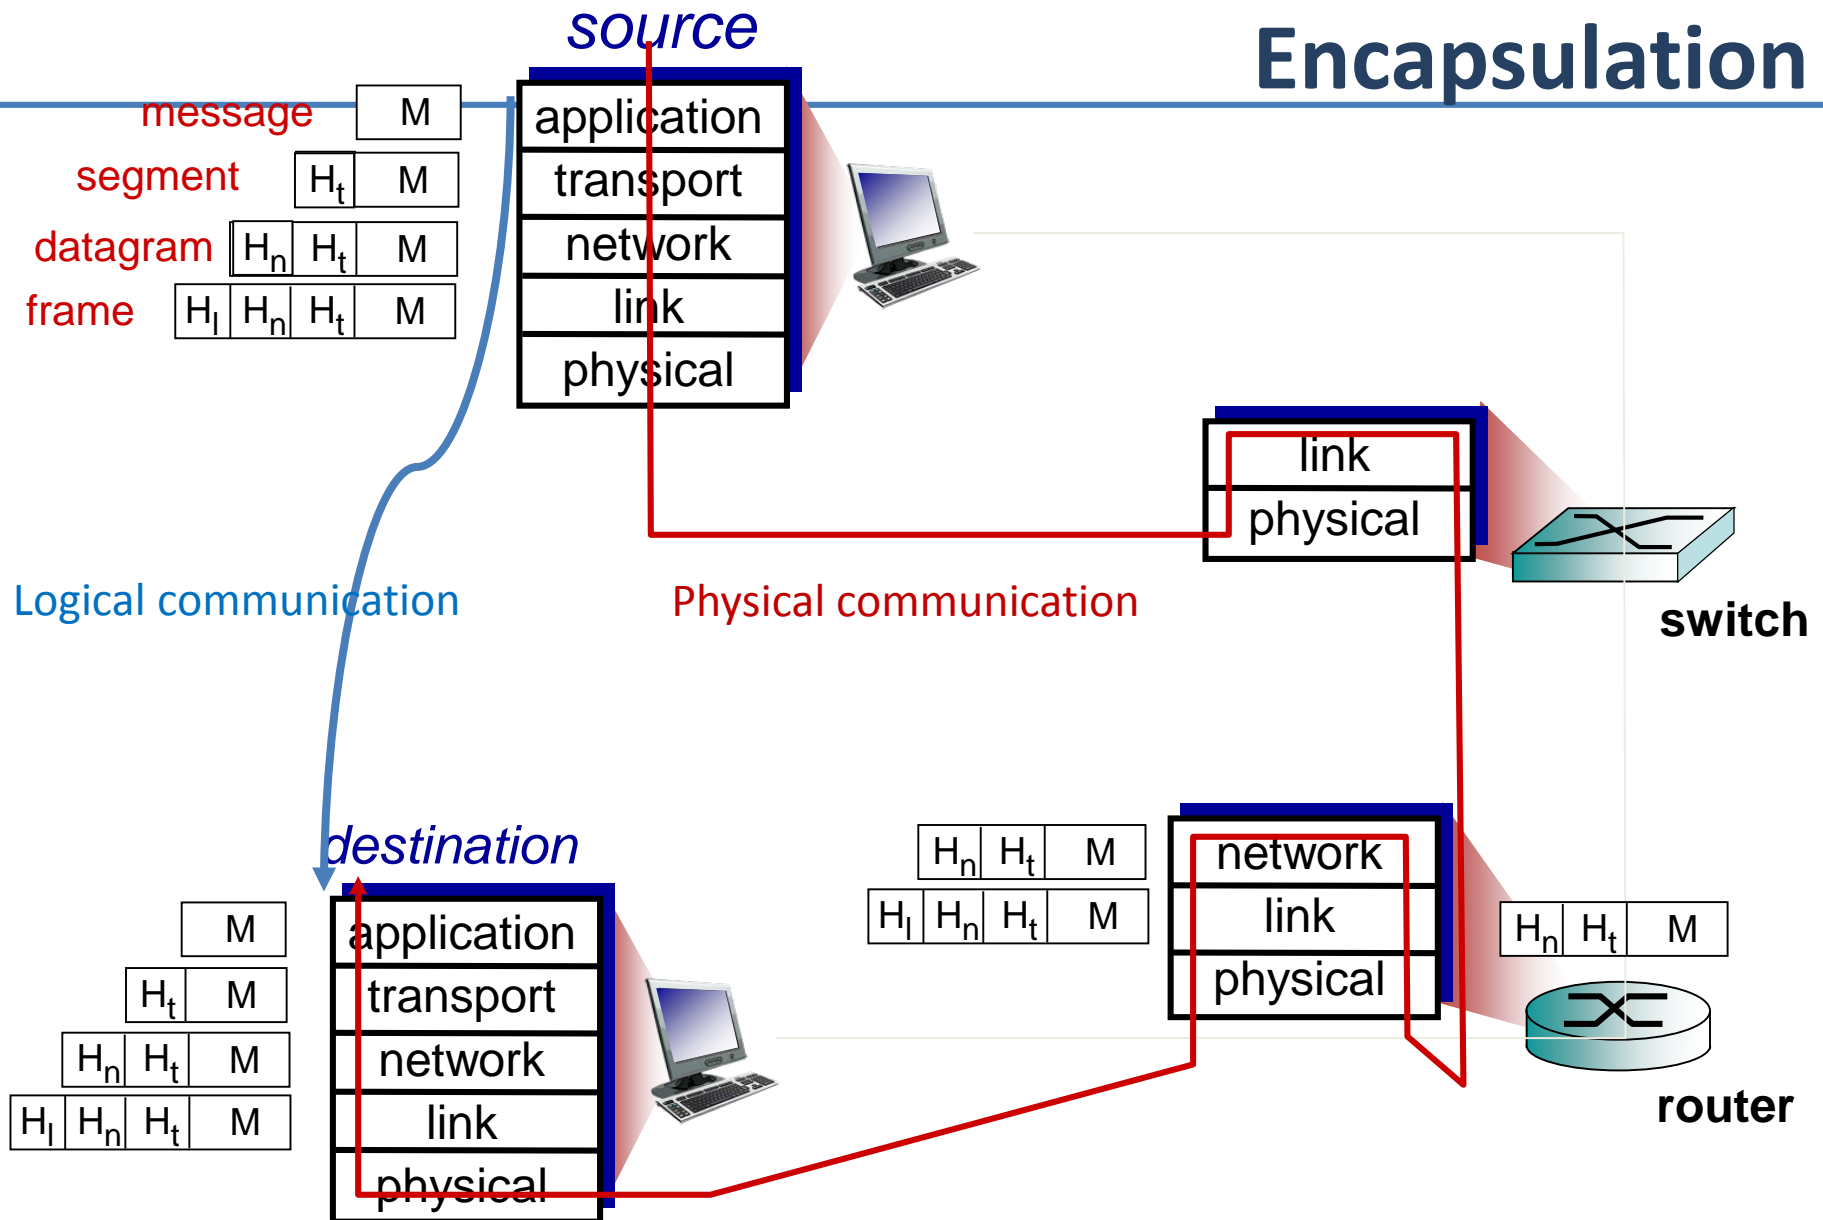 source
Encapsulation
message M
application
segment Ht M
transport
datagram Hn Ht M
network
frame Hl Hn Ht M
link
physical
link
physical
Logical communication
Physical communication
switch
destination
Hn Ht M
network
Hl Hn Ht M
link
physical
Hn Ht M
router
M
application
Ht M
transport
Hn Ht M
network
Hl Hn Ht M
link
physical